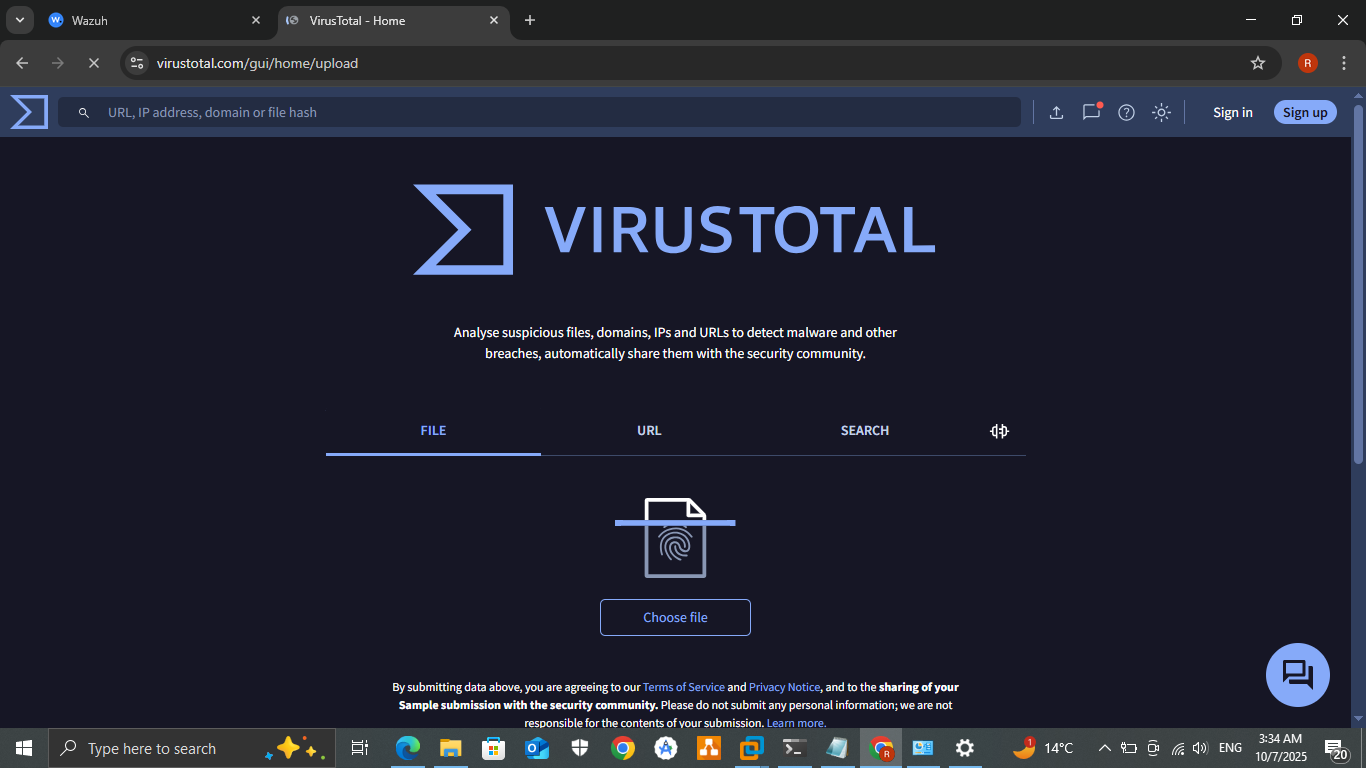 Wazuh
VirusTotal - Home
virustotal.com/gui/home/upload
R
URL, IP address, domain or file hash
Sign in
Sign up
VIRUSTOTAL
Analyse suspicious files, domains, IPs and URLs to detect malware and other
breaches, automatically share them with the security community.
FILE
URL
SEARCH
Choose file
By submitting data above, you are agreeing to our Terms of Service and Privacy Notice, and to the sharing of your
Sample submission with the security community. Please do not submit any personal information; we are not
responsible for the contents of your submission. Learn more.
Type here to search
R
1
14°C
ENG
3:34 AM
10/7/2025
20